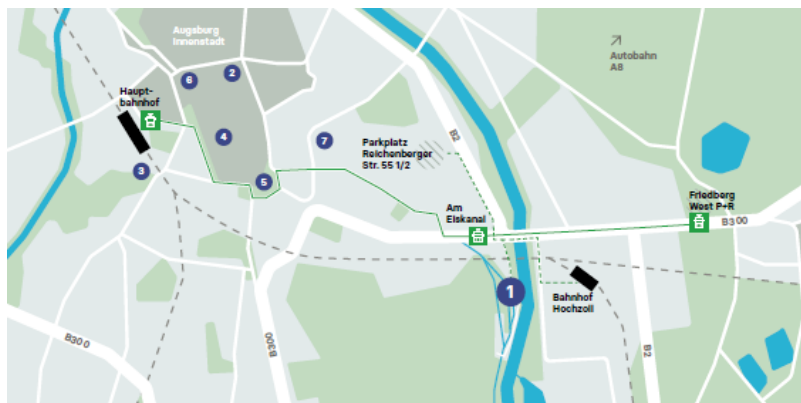 Augsburg
Innenstadt
Autobahn
A8
2
6
Haupt-
bahnhof
4
7
B2
Parkplatz
Reichenberger
Str. 55 1/2
3
5
Friedberg
West P+R
Am
Eiskanal
B300
1
Bahnhof
Hochzoll
B300
B300
B2